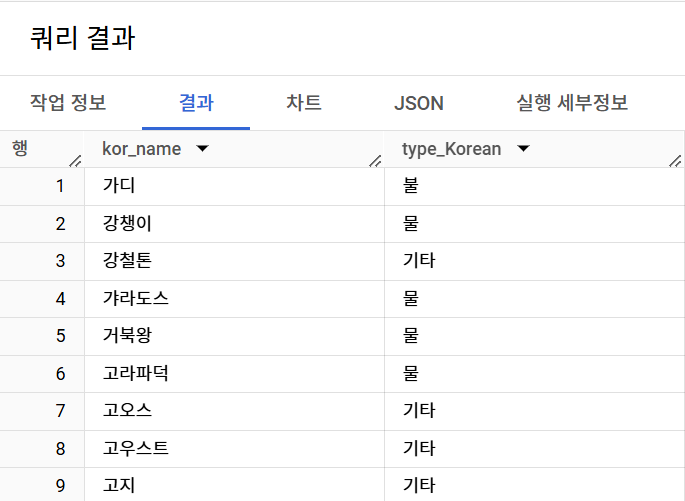 쿼리 결과
작업 정보 결과 차트 JSON 실행 세부정보
행 kor_name type_Korean
1 가디 불
2 강챙이 물
3 강철톤 기타
4 갸라도스 물
5 거북왕 물
6 고라파덕 물
7 고오스 기타
8 고우스트 기타
9 고지 기타